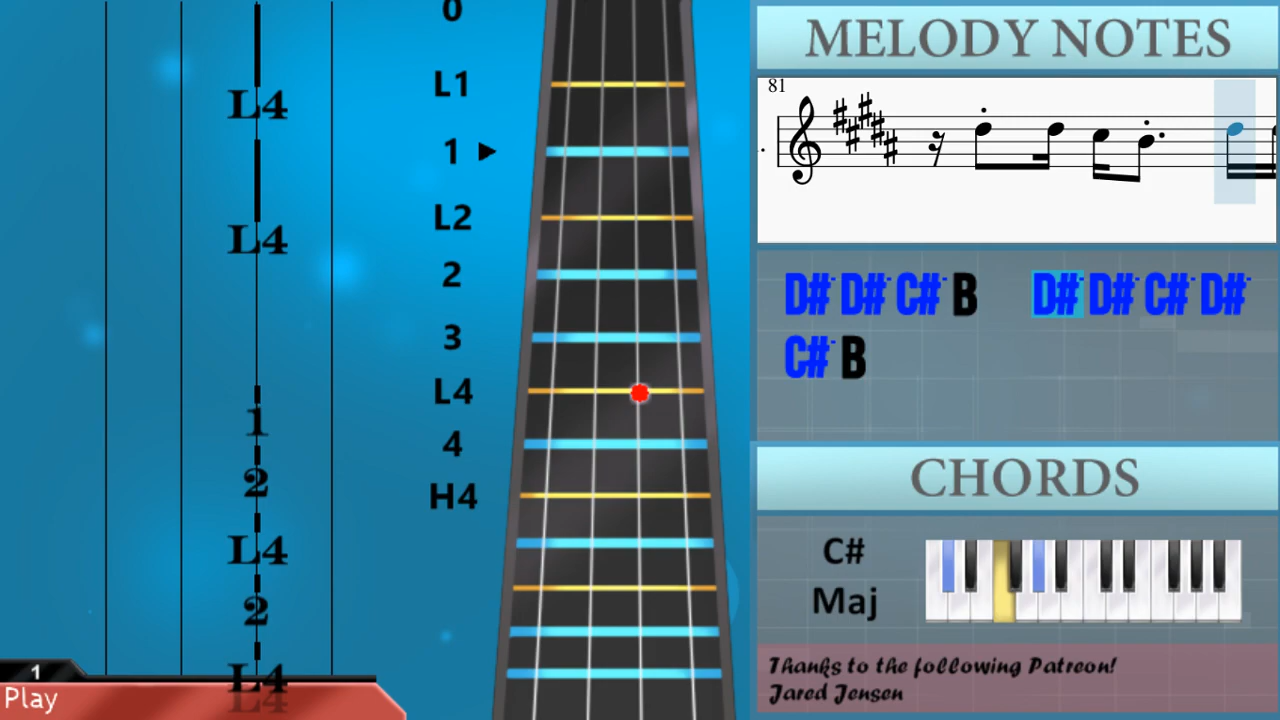 L4
L4
1
2
L4
2
L4
1
Play
0
L1
1
L2
2
3
L4
4
H4
MELODY NOTES
81
D#- D#- C#- B D#- D#- C#- D#-
C#- B
CHORDS
C#
Maj
Thanks to the following Patreon!
Jared Jensen